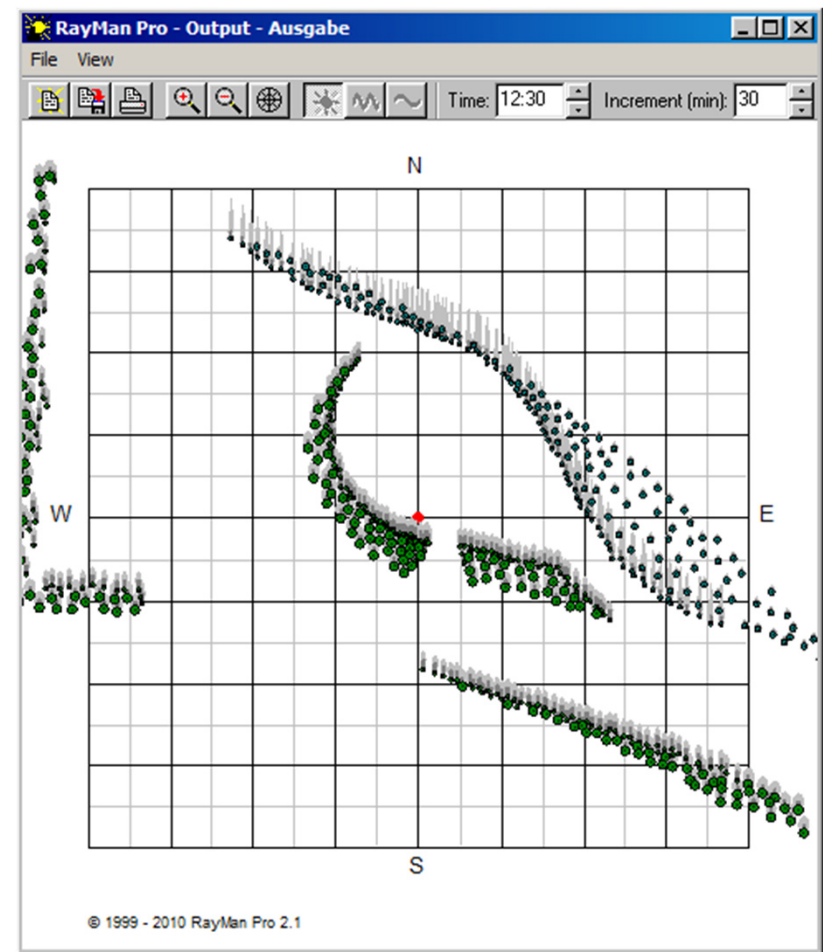 RayMan Pro - Output - Ausgabe
File View
Time: 12:30 Increment (min): 30
N
W
E
S
© 1999 - 2010 RayMan Pro 2.1